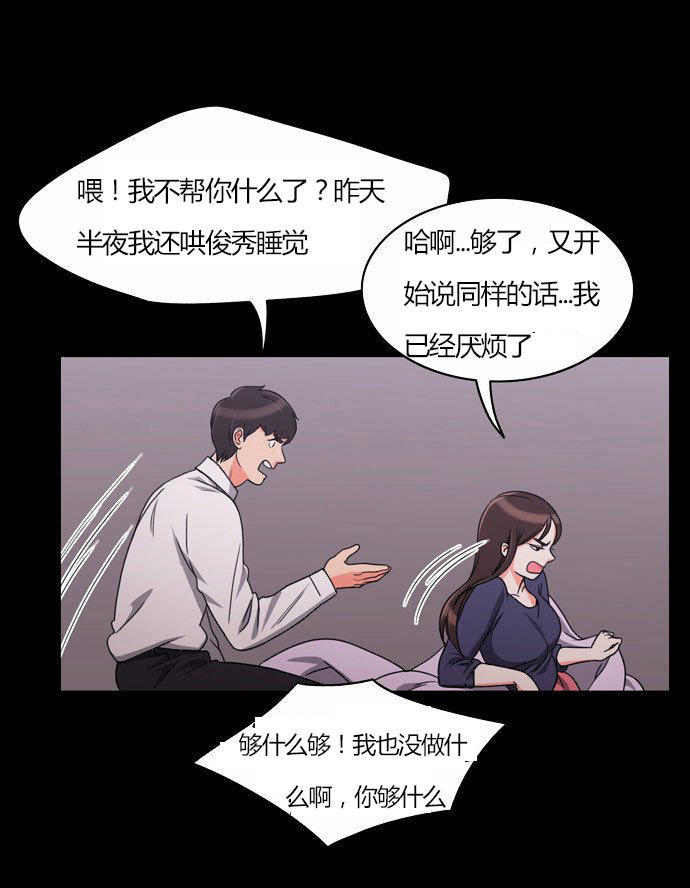 喂！我不帮你什么了？昨天
半夜我还哄俊秀睡觉
哈啊...够了，又开
始说同样的话...我
已经厌烦了
够什么够！我也没做什
么啊，你够什么